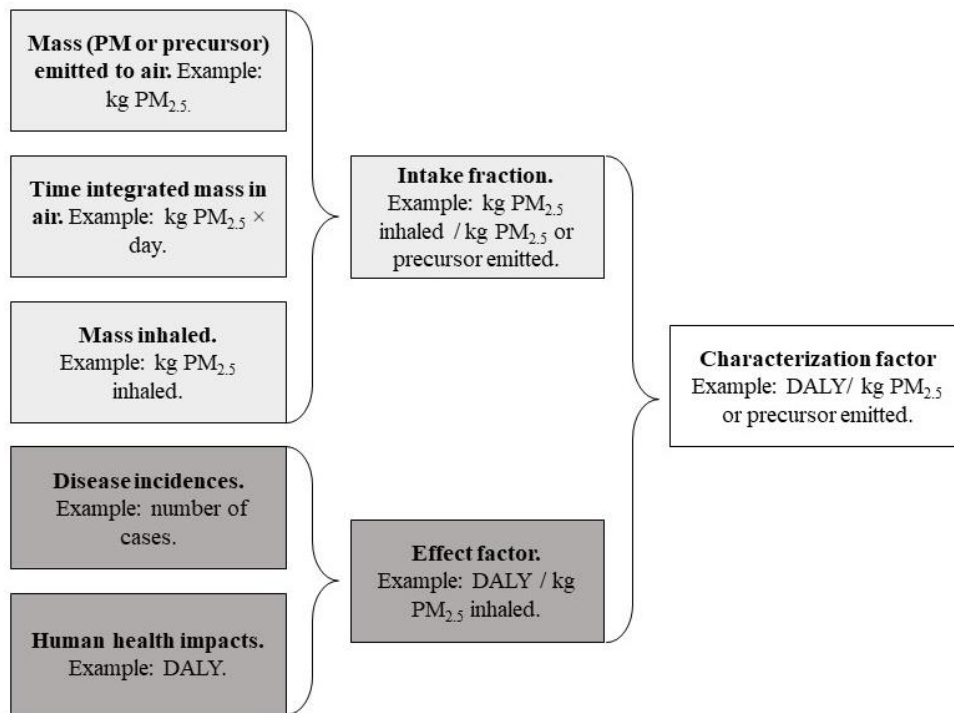 Mass (PM or precursor)
emitted to air. Example:
kg PM2.5.
Time integrated mass in
air. Example: kg PM2.5 ×
day.
Mass inhaled.
Example: kg PM2.5
inhaled.
Disease incidences.
Example: number of
cases.
Human health impacts.
Example: DALY.
Intake fraction.
Example: kg PM2.5
inhaled / kg PM2.5 or
precursor emitted.
Effect factor.
Example: DALY / kg
PM2.5 inhaled.
Characterization factor
Example: DALY/ kg PM2.5
or precursor emitted.